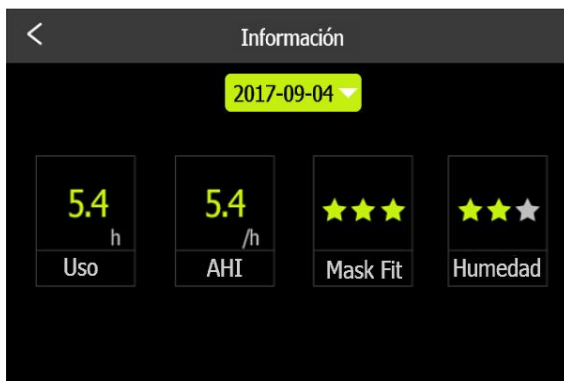 Información
2017-09-04
5.4 h
Uso
5.4 /h
AHI
Mask Fit
Humedad